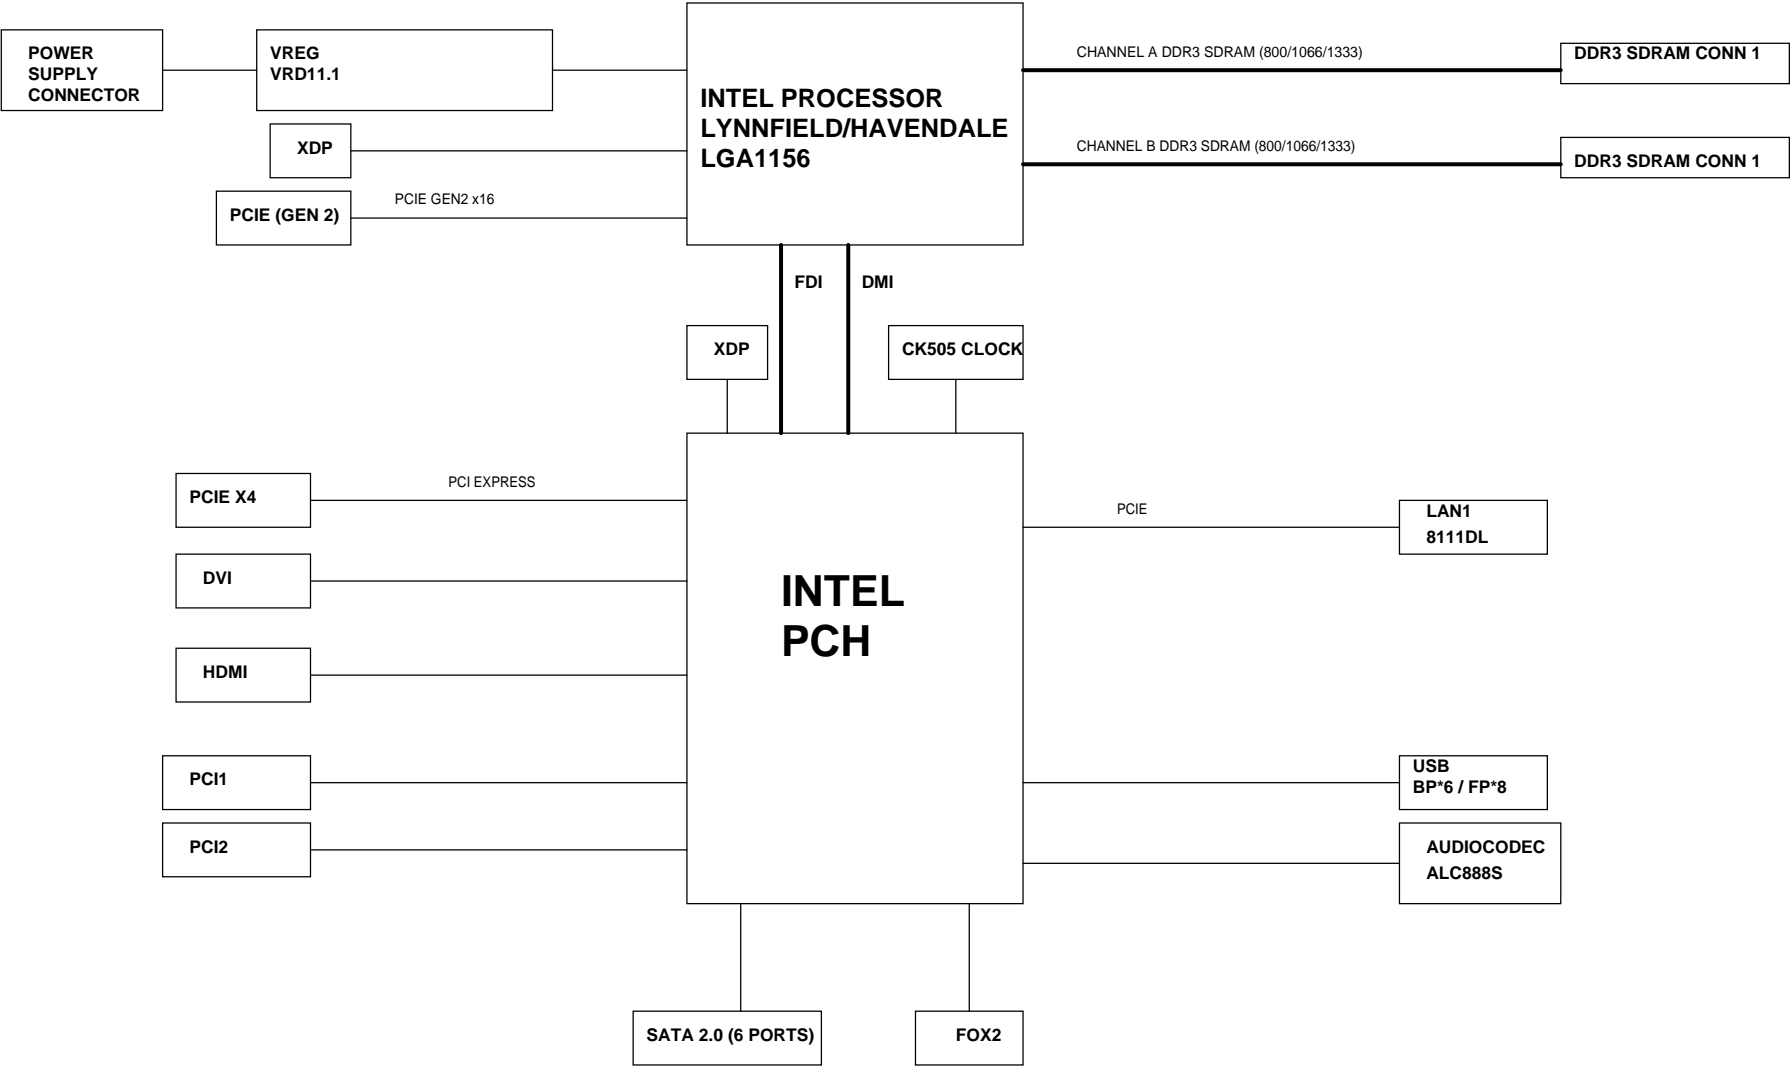 POWER
SUPPLY
CONNECTOR
VREG
VRD11.1
XDP
PCIE (GEN 2)
PCIE GEN2 x16
INTEL PROCESSOR
LYNNFIELD/HAVENDALE
LGA1156
CHANNEL A DDR3 SDRAM (800/1066/1333)
DDR3 SDRAM CONN 1
CHANNEL B DDR3 SDRAM (800/1066/1333)
DDR3 SDRAM CONN 1
FDI
DMI
XDP
CK505 CLOCK
PCIE X4
PCI EXPRESS
DVI
HDMI
PCI1
PCI2
INTEL
PCH
PCIE
LAN1
8111DL
USB
BP*6 / FP*8
AUDIOCODEC
ALC888S
SATA 2.0 (6 PORTS)
FOX2